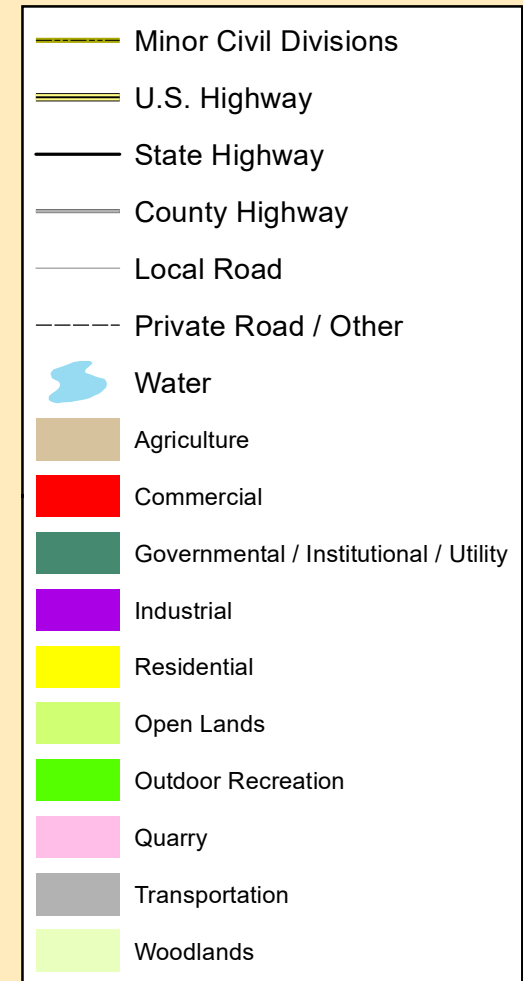 Minor Civil Divisions
U.S. Highway
State Highway
County Highway
Local Road
Private Road / Other
Water
Agriculture
Commercial
Governmental / Institutional / Utility
Industrial
Residential
Open Lands
Outdoor Recreation
Quarry
Transportation
Woodlands